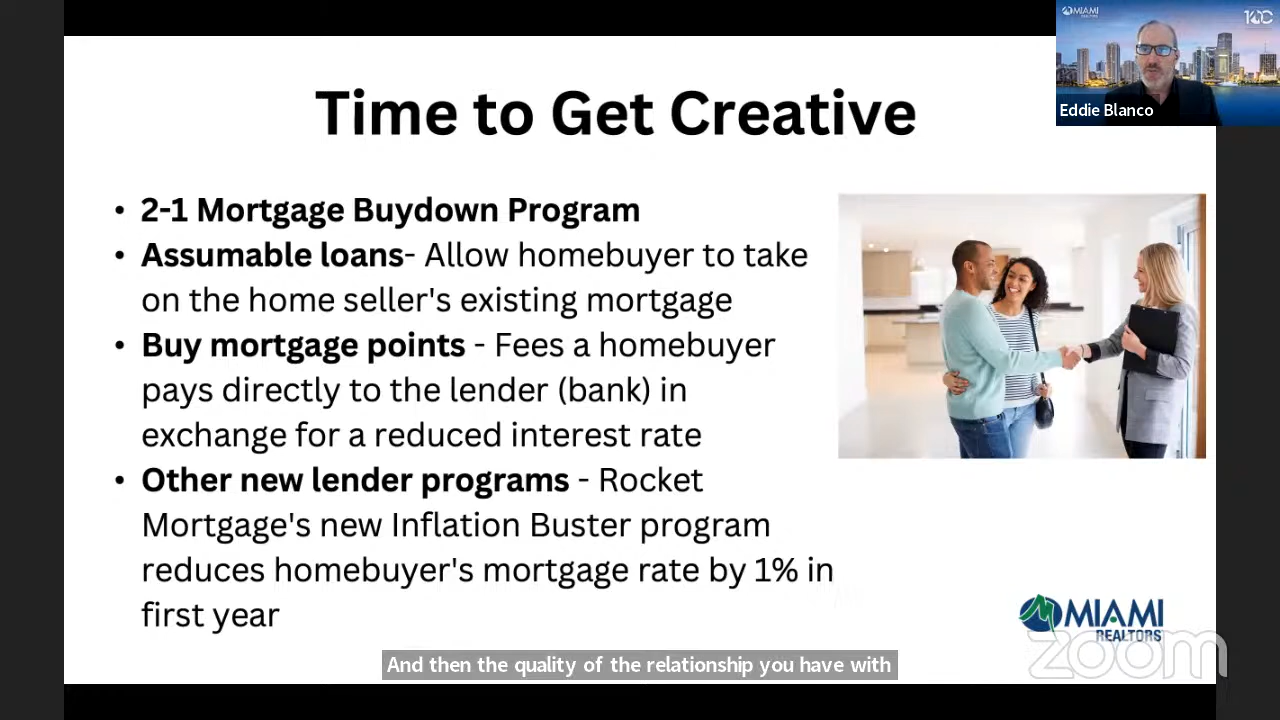 MIAMI
REALTORS
100
Eddie Blanco
Time to Get Creative
• 2-1 Mortgage Buydown Program
• Assumable loans- Allow homebuyer to take
on the home seller's existing mortgage
• Buy mortgage points - Fees a homebuyer
pays directly to the lender (bank) in
exchange for a reduced interest rate
• Other new lender programs - Rocket
Mortgage's new Inflation Buster program
reduces homebuyer's mortgage rate by 1% in
first year
MIAMI
REALTORS
zoom
And then the quality of the relationship you have with